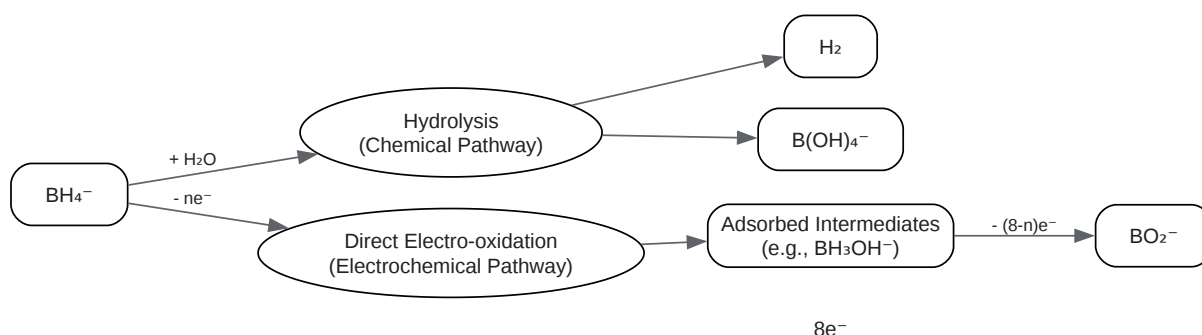 H₂
Hydrolysis
(Chemical Pathway)
B(OH)₄⁻
+ H₂O
BH₄⁻
- ne⁻
Direct Electro-oxidation
(Electrochemical Pathway)
Adsorbed Intermediates
(e.g., BH₃OH⁻)
- (8-n)e⁻
BO₂⁻
8e⁻